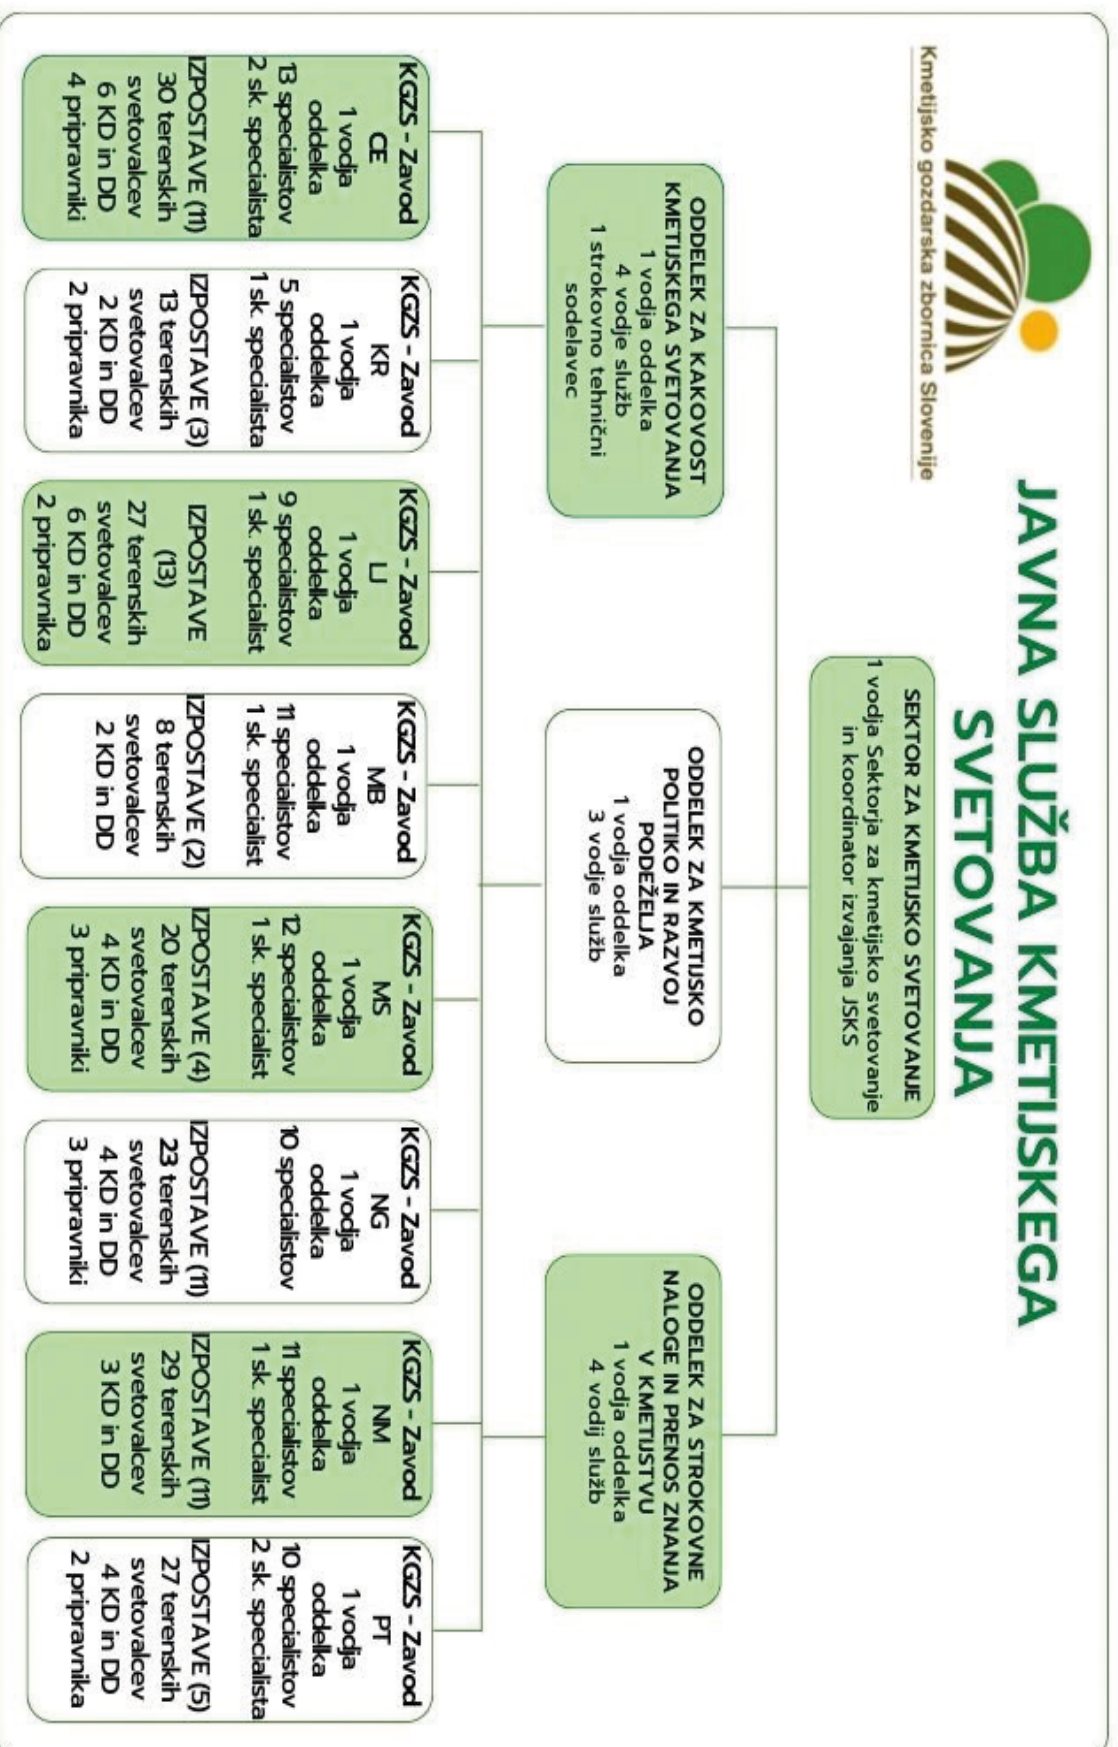 Kmetijsko gozdarska zbornica Slovenije
JAVNA SLUŽBA KMETIJSKEGA
SVETOVANJA
SEKTOR ZA KMETIJSKO SVETOVANJE
1 vodja Sektorja za kmetijsko svetovanje
in koordinator izvajanja JSKS
ODDELEK ZA KAKOVOST
KMETIJSKEGA SVETOVANJA
1 vodja oddelka
4 vodje služb
1 strokovno tehnični
sodelavec
ODDELEK ZA KMETIJSKO
POLITIKO IN RAZVOJ
PODEŽELJA
1 vodja oddelka
3 vodje služb
ODDELEK ZA STROKOVNE
NALOGE IN PRENOS ZNANJA
V KMETIJSTVU
1 vodja oddelka
4 vodij služb
KGZS - Zavod
CE
1 vodja
oddelka
13 specialistov
2 sk. specialista
IZPOSTAVE (11)
30 terenskih
svetovalcev
6 KD in DD
4 pripravniki
KGZS - Zavod
KR
1 vodja
oddelka
5 specialistov
1 sk. specialista
IZPOSTAVE (3)
13 terenskih
svetovalcev
2 KD in DD
2 pripravnika
KGZS - Zavod
LJ
1 vodja
oddelka
9 specialistov
1 sk. specialist
IZPOSTAVE
(13)
27 terenskih
svetovalcev
6 KD in DD
2 pripravnika
KGZS - Zavod
MB
1 vodja
oddelka
11 specialistov
1 sk. specialist
IZPOSTAVE (2)
8 terenskih
svetovalcev
2 KD in DD
KGZS - Zavod
MS
1 vodja
oddelka
12 specialistov
1 sk. specialist
IZPOSTAVE (4)
20 terenskih
svetovalcev
4 KD in DD
3 pripravniki
KGZS - Zavod
NG
1 vodja
oddelka
10 specialistov
IZPOSTAVE (11)
23 terenskih
svetovalcev
4 KD in DD
3 pripravniki
KGZS - Zavod
NM
1 vodja
oddelka
11 specialistov
1 sk. specialist
IZPOSTAVE (11)
29 terenskih
svetovalcev
3 KD in DD
KGZS - Zavod
PT
1 vodja
oddelka
10 specialistov
2 sk. specialista
IZPOSTAVE (5)
27 terenskih
svetovalcev
4 KD in DD
2 pripravnika